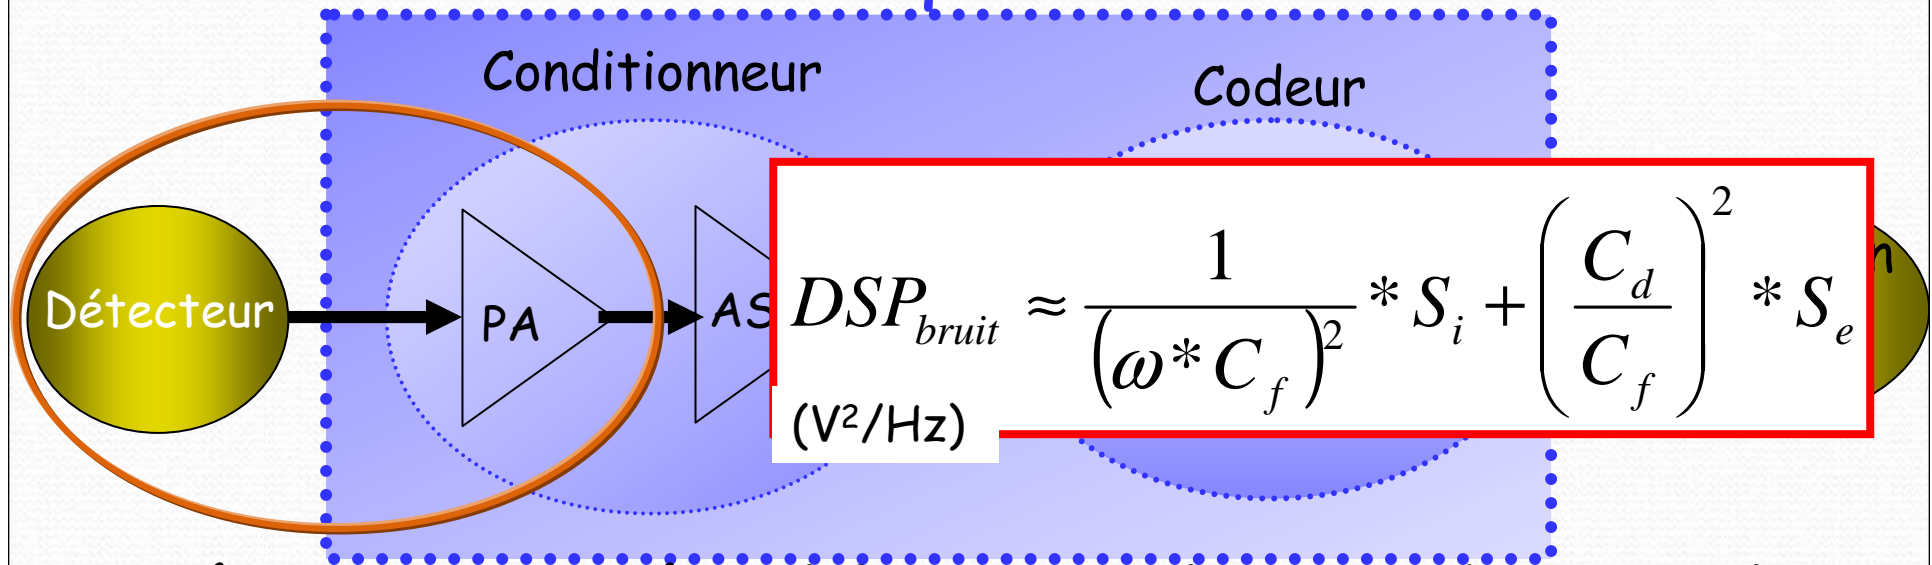 Conditionneur
Codeur
Détecteur
PA
AS
DSP_bruit ≈ 1 / (ω * C_f)² * S_i + (C_d / C_f)² * S_e
(V²/Hz)
n